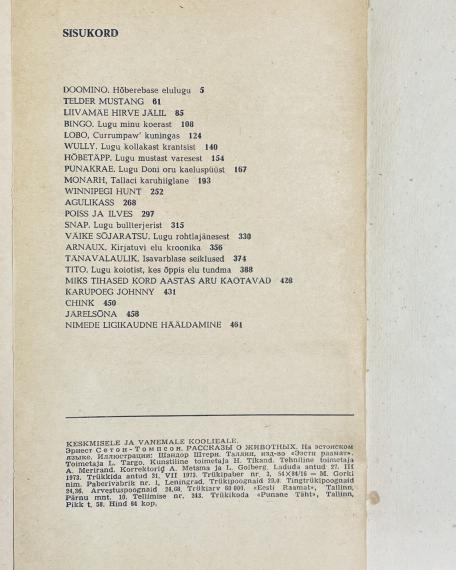 SISUKORD
DOOMINO. Hõberebase elulugu 5
TELDER MUSTANG 61
LIIVAMÄE HIRVE JÄLIL 85
BINGO. Lugu minu koerast 108
LOBO, Currumpaw' kuningas 124
WULLY. Lugu kollakast krantsist 140
HÕBETÄPP. Lugu mustast varesest 154
PUNAKRAE. Lugu Doni oru kaeluspüüst 167
MONARH, Tallaci karuhiiglane 193
WINNIPEGI HUNT 252
AGULIKASS 268
POISS JA ILVES 297
SNAP. Lugu bullterjerist 315
VÄIKE SÕJARATSU. Lugu rohtlajänesest 330
ARNAUX. Kirjatuvi elu kroonika 356
TÄNAVALAULIK. Isavarblase seiklused 374
TITO. Lugu koiotist, kes õppis elu tundma 388
MIKS TIHASED KORD AASTAS ARU KAOTAVAD 428
KARUPOEG JOHNNY 431
CHINK 450
JÄRELSÕNA 458
NIMEDE LIGIKAUDNE HÄÄLDAMINE 461
KESKMISELE JA VANEMALE KOOLIEALE.
Эрнест Сетон-Томпсон. РАССКАЗЫ О ЖИВОТНЫХ. На эстонском
языке. Иллюстрации: Шандор Штерн. Таллин, изд-во «Ээсти раамат».
Toimetaja L. Targo. Kunstiline toimetaja H. Tikand. Tehniline toimetaja
A. Merirand. Korrektorid A. Metsma ja L. Golberg. Laduda antud 27. III
1973. Trükkida antud 31. VII 1973. Trükipaber nr. 3, 54×84/16 — M. Gorki
nim. Paberivabrik nr. 1, Leningrad. Trükipoognaid 29,0. Tingtrükipoognaid
24,36. Arvestuspoognaid 24,68. Trükiarv 60 000. «Eesti Raamat», Tallinn,
Pärnu mnt. 10. Tellimise nr. 243. Trükikoda «Punane Täht», Tallinn,
Pikk t. 58. Hind 84 kop.